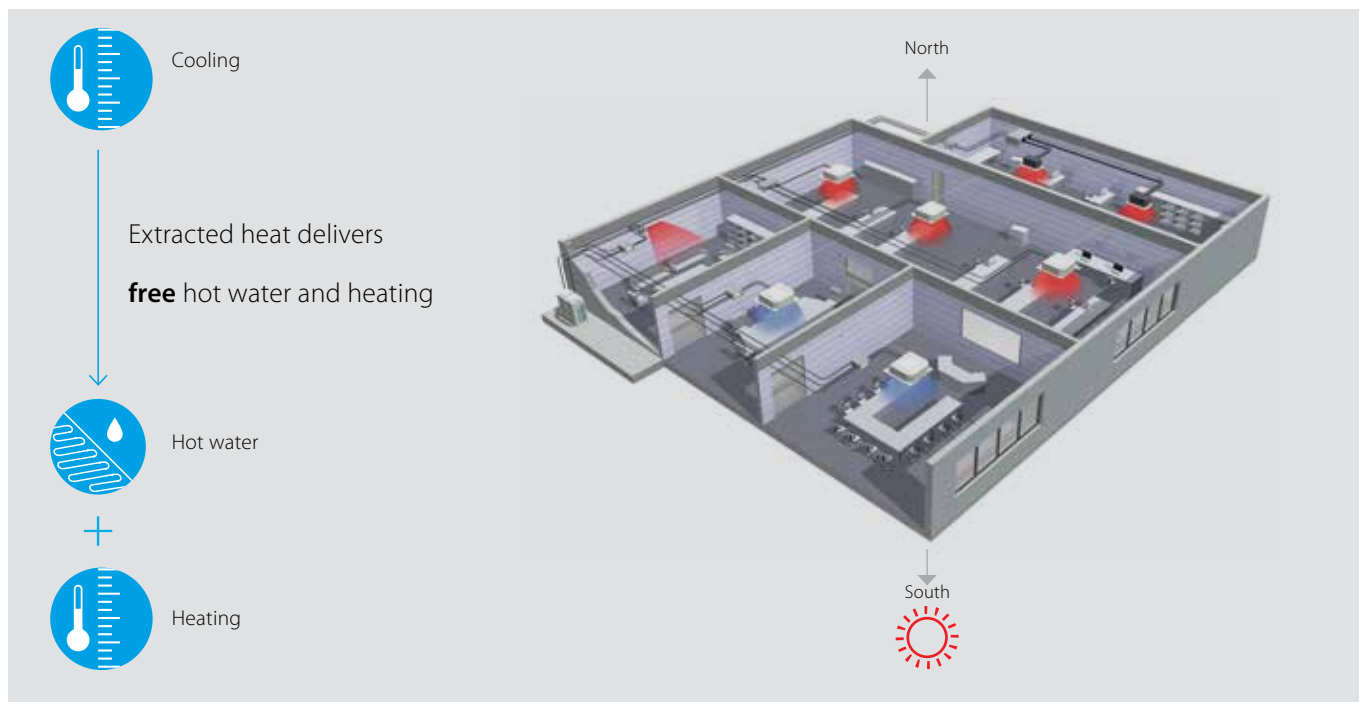 Cooling
Extracted heat delivers
free hot water and heating
Hot water
Heating
North
South